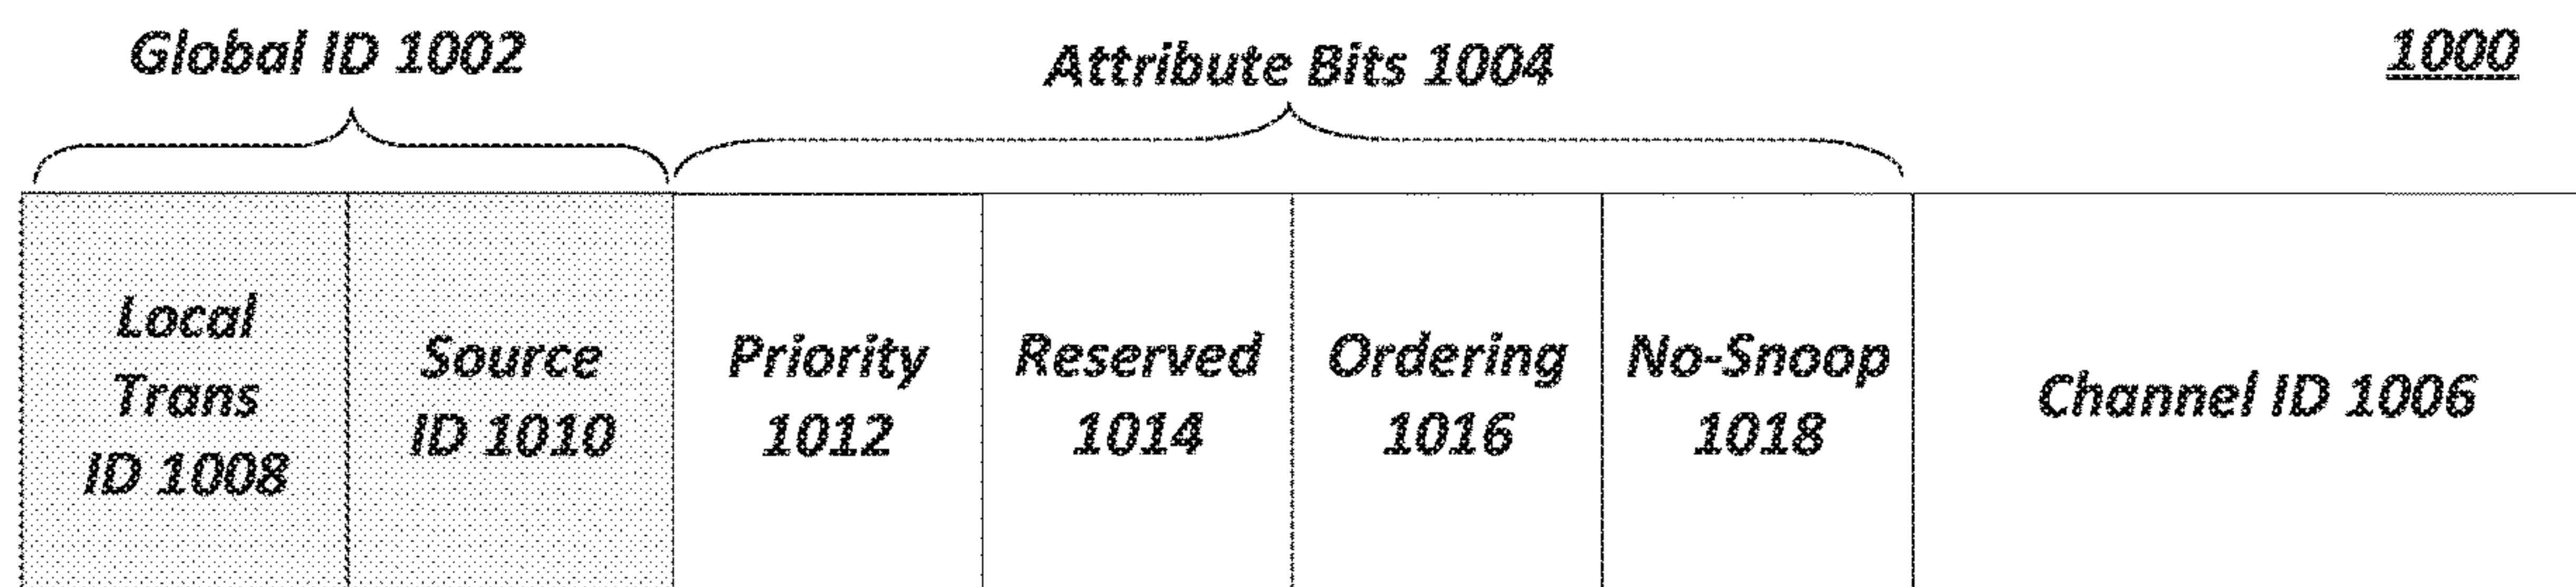 Global ID 1002
Attribute Bits 1004
1000
Local
Trans
ID 1008
Source
ID 1010
Priority
1012
Reserved
1014
Ordering
1016
No-Snoop
1018
Channel ID 1006